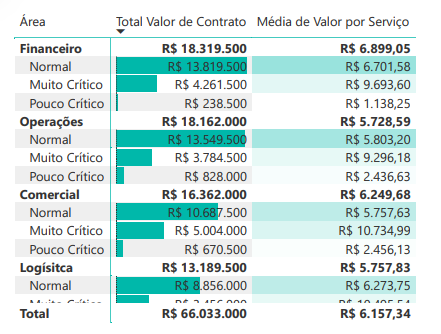 Área Total Valor de Contrato Média de Valor por Serviço
Financeiro R$ 18.319.500 R$ 6.899,05
Normal R$ 13.819.500 R$ 6.701,58
Muito Crítico R$ 4.261.500 R$ 9.693,60
Pouco Crítico R$ 238.500 R$ 1.138,25
Operações R$ 18.162.000 R$ 5.728,59
Normal R$ 13.549.500 R$ 5.803,20
Muito Crítico R$ 3.784.500 R$ 9.296,18
Pouco Crítico R$ 828.000 R$ 2.436,63
Comercial R$ 16.362.000 R$ 6.249,68
Normal R$ 10.687.500 R$ 5.757,63
Muito Crítico R$ 5.004.000 R$ 10.734,99
Pouco Crítico R$ 670.500 R$ 2.456,13
Logísitca R$ 13.189.500 R$ 5.757,83
Normal R$ 8.856.000 R$ 6.273,75
Muito Crítico
Total R$ 66.033.000 R$ 6.157,34